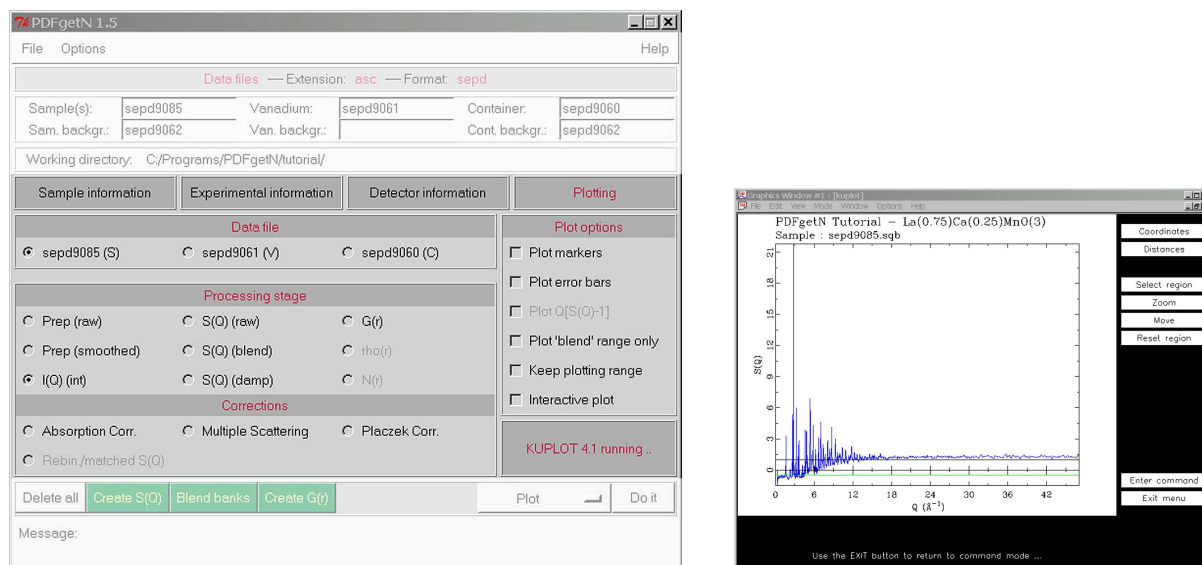 PDFgetN 1.5
File Options Help
Data files — Extension: asc — Format: sepd
Sample(s): sepd9085 Vanadium: sepd9061 Container: sepd9060
Sam. backgr.: sepd9062 Van. backgr.: Cont. backgr.: sepd9062
Working directory: C:/Programs/PDFgetN/tutorial/
Sample information Experimental information Detector information Plotting
Data file
sepd9085 (S) sepd9061 (V) sepd9060 (C)
Processing stage
Prep (raw) S(Q) (raw) G(r)
Prep (smoothed) S(Q) (blend) rho(r)
I(Q) (int) S(Q) (damp) N(r)
Corrections
Absorption Corr. Multiple Scattering Placzek Corr.
Rebin./matched S(Q)
Plot options
Plot markers
Plot error bars
Plot Q[S(Q)-1]
Plot 'blend' range only
Keep plotting range
Interactive plot
KUPLOT 4.1 running ..
Delete all Create S(Q) Blend banks Create G(r) Plot Do it
Message:
Graphics Window #1 - [kuplot]
File Edit View Mode Window Options Help
PDFgetN Tutorial – La(0.75)Ca(0.25)MnO(3)
Sample : sepd9085.sqb
21
18
15
12
9
6
3
0
S(Q)
0 6 12 18 24 30 36 42
Q (Å⁻¹)
Coordinates
Distances
Select region
Zoom
Move
Reset region
Enter command
Exit menu
Use the EXIT button to return to command mode ...